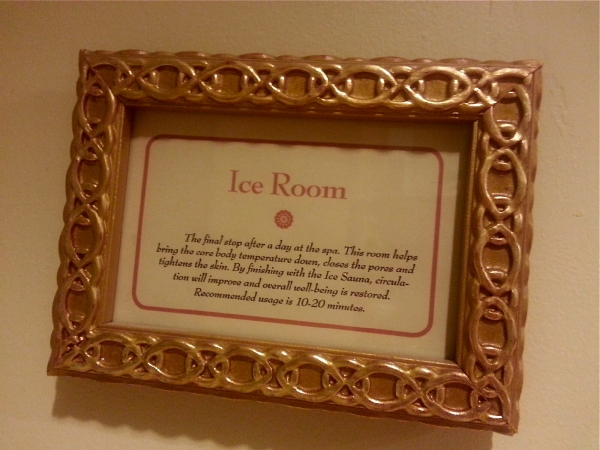 Ice Room
The final stop after a day at the spa. This room helps
bring the core body temperature down, closes the pores and
tightens the skin. By finishing with the Ice Sauna, circula-
tion will improve and overall well-being is restored.
Recommended usage is 10-20 minutes.